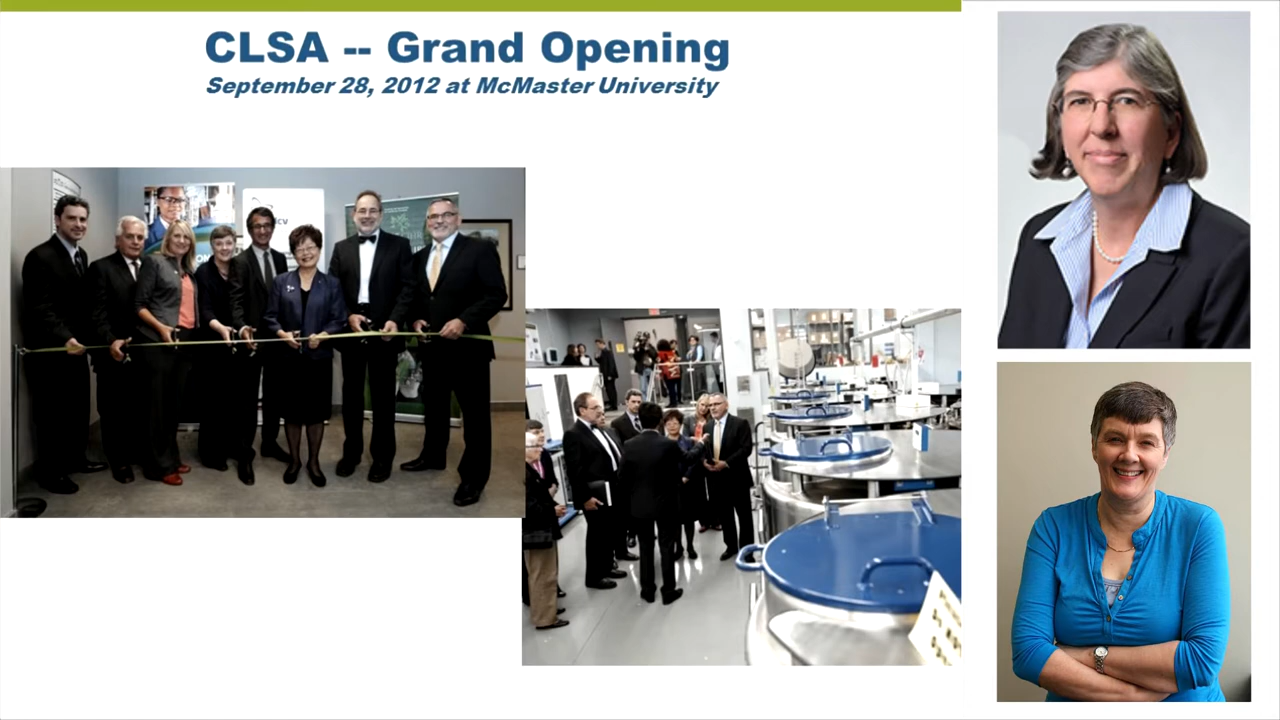 CLSA -- Grand Opening
September 28, 2012 at McMaster University